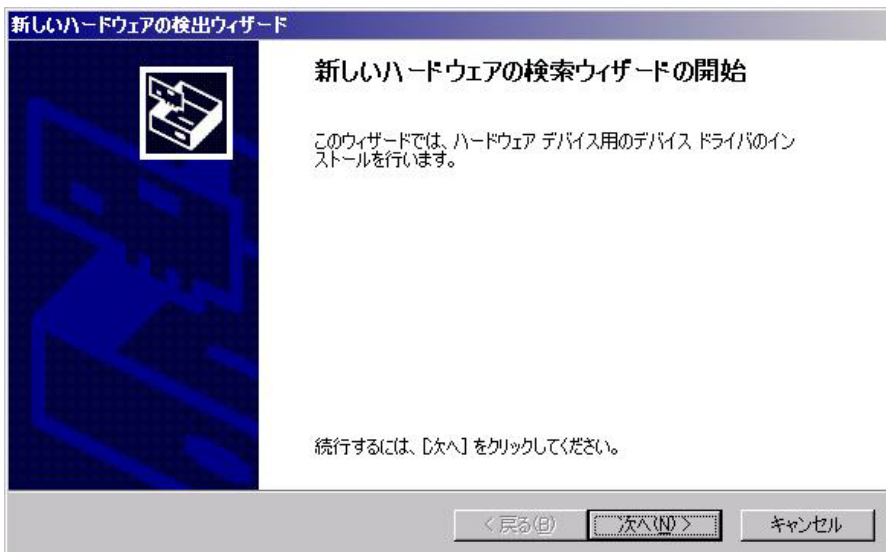 新しいハードウェアの検出ウィザード
新しいハードウェアの検索ウィザードの開始
このウィザードでは、ハードウェア デバイス用のデバイス ドライバのイン
ストールを行います。
続行するには、[次へ] をクリックしてください。
< 戻る(B)
次へ(N) >
キャンセル